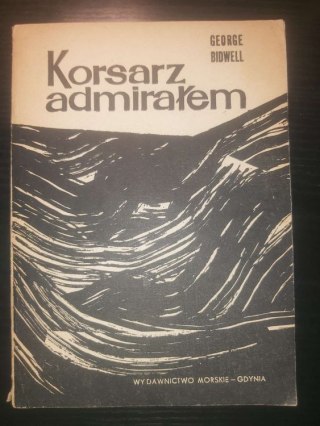 GEORGE
BIDWELL
Korsarz
admirałem
WYDAWNICTWO MORSKIE – GDYNIA